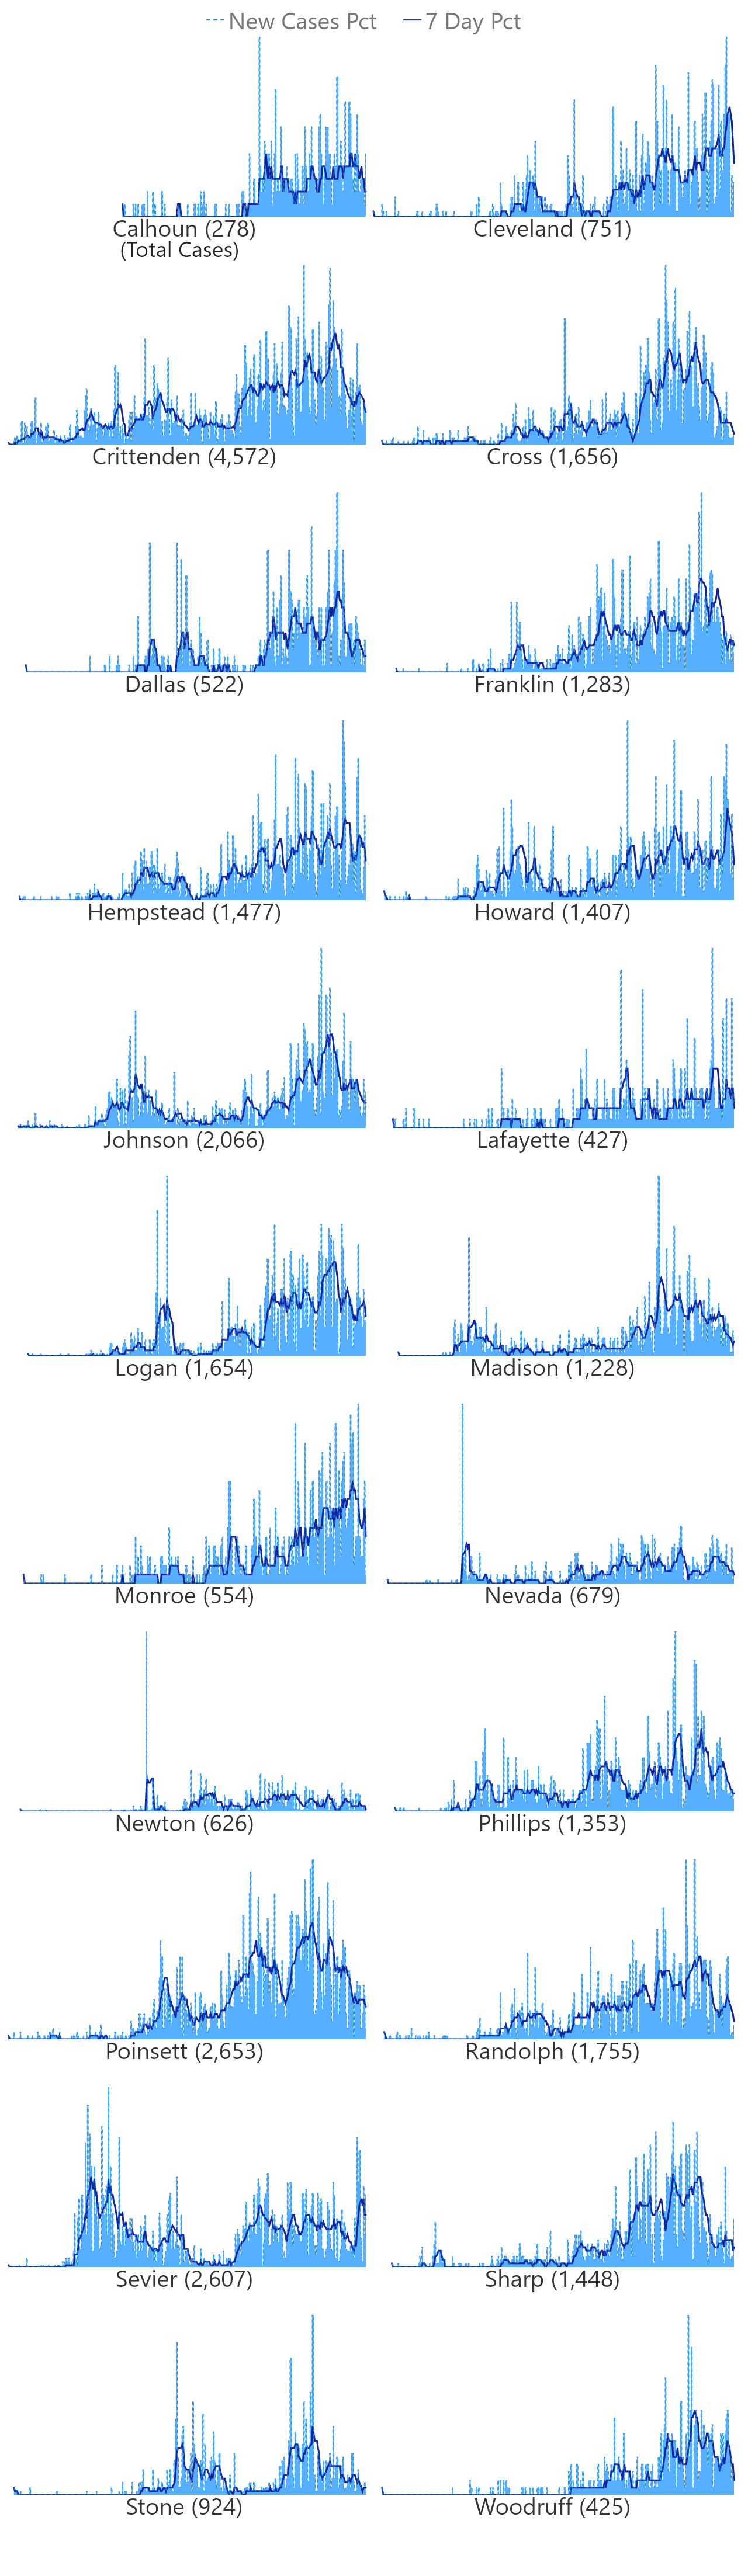 New Cases Pct 7 Day Pct
Calhoun (278) Cleveland (751)
(Total Cases)
Crittenden (4,572) Cross (1,656)
Dallas (522) Franklin (1,283)
Hempstead (1,477) Howard (1,407)
Johnson (2,066) Lafayette (427)
Logan (1,654) Madison (1,228)
Monroe (554) Nevada (679)
Newton (626) Phillips (1,353)
Poinsett (2,653) Randolph (1,755)
Sevier (2,607) Sharp (1,448)
Stone (924) Woodruff (425)